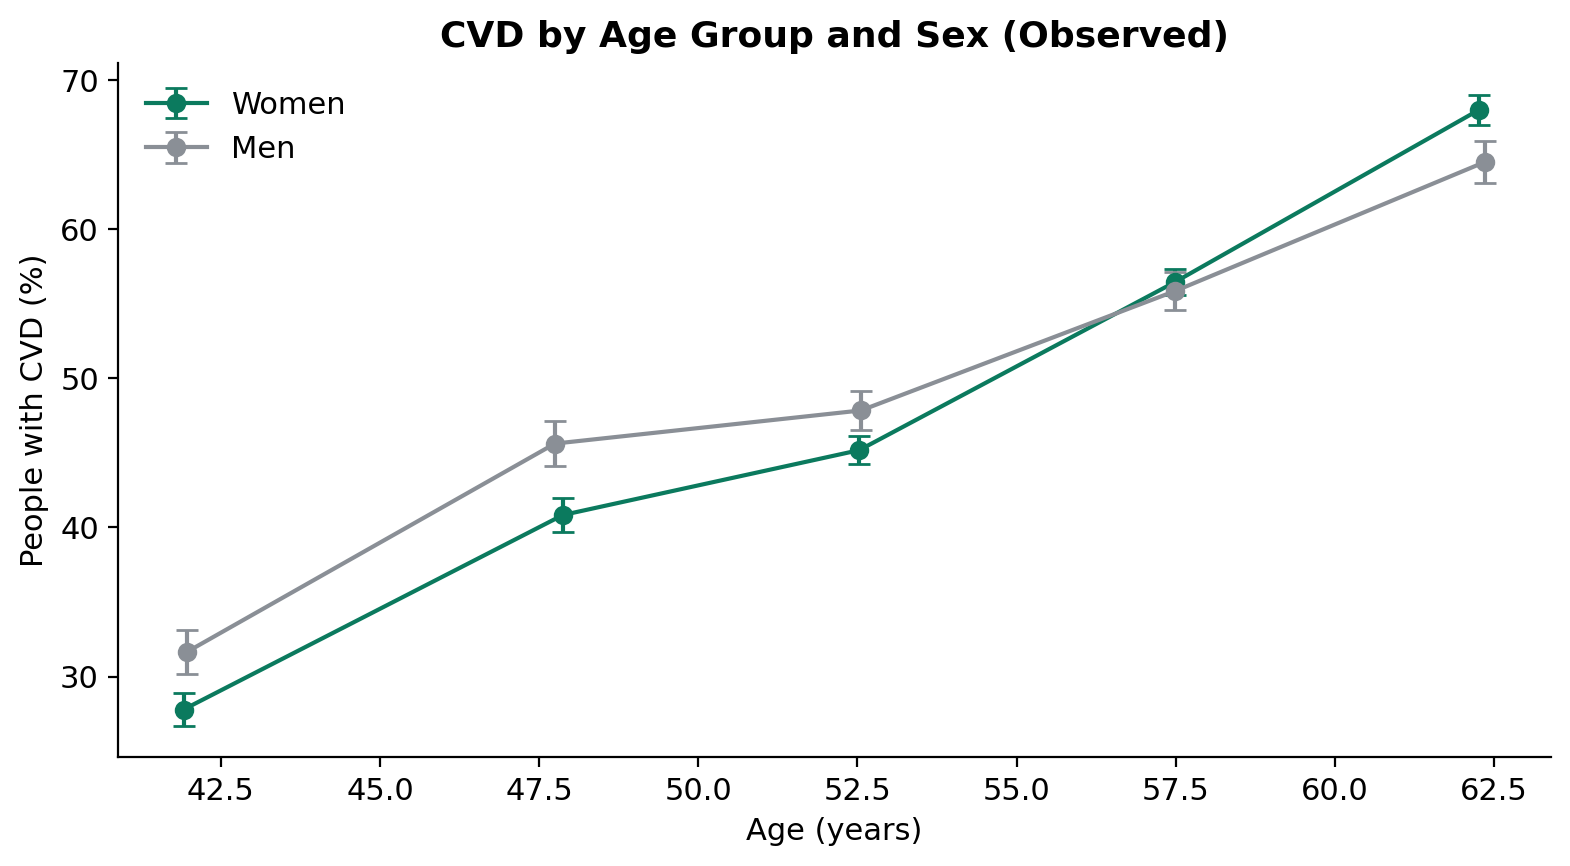 CVD by Age Group and Sex (Observed)
Women
Men
People with CVD (%)
70
60
50
40
30
42.5 45.0 47.5 50.0 52.5 55.0 57.5 60.0 62.5
Age (years)